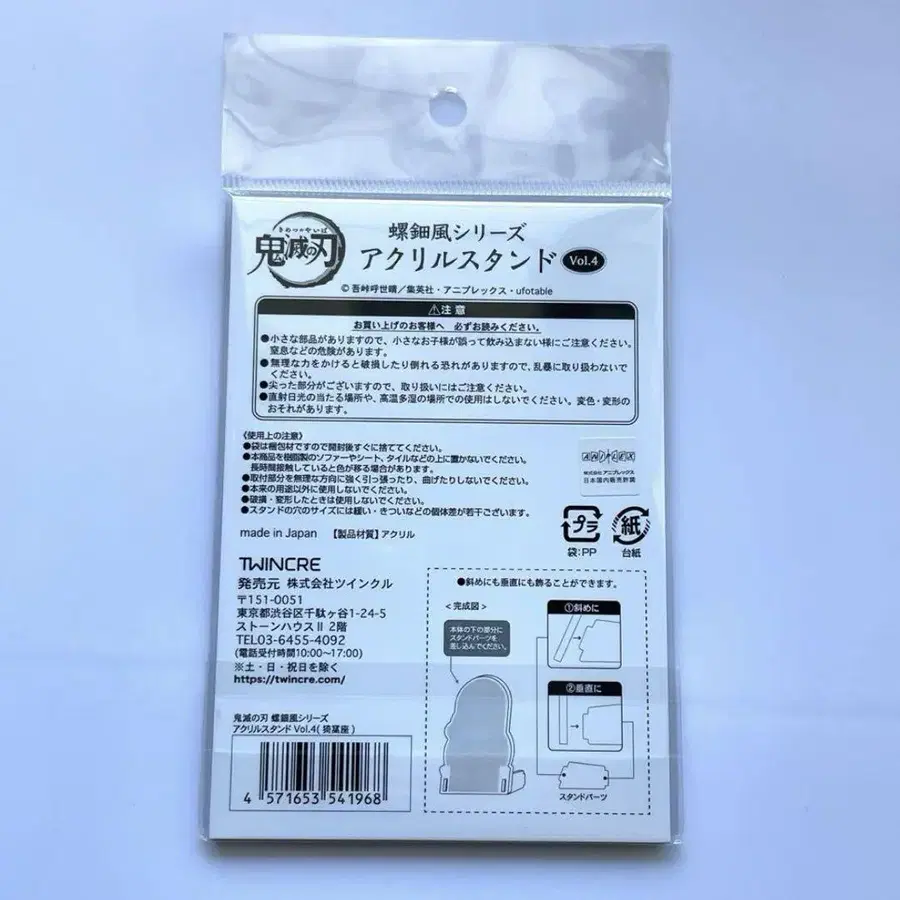 きめつのやいば
鬼滅の刃
螺鈿風シリーズ
アクリルスタンド Vol.4
© 吾峠呼世晴／集英社・アニプレックス・ufotable
⚠注意
お買い上げのお客様へ 必ずお読みください。
●小さな部品がありますので、小さなお子様が誤って飲み込まない様にご注意ください。
窒息などの危険があります。
●無理な力をかけると破損したり倒れる恐れがありますので、乱暴に取り扱わないで
ください。
●尖った部分がございますので、取り扱いにはご注意ください。
●直射日光の当たる場所や、高温多湿の場所での使用はしないでください。変色・変形の
おそれがあります。
《使用上の注意》
●袋は梱包材ですので開封後すぐに捨ててください。
●本商品を樹脂製のソファーやシート、タイルなどの上に置かないでください。
長時間接触していると色が移る場合があります。
●取付部分を無理な方向に強く引っ張ったり、曲げたりしないでください。
●本来の用途以外に使用しないでください。
●破損・変形したときは使用しないでください。
●スタンドの穴のサイズには緩い・きついなどの個体差が若干ございます。
ANIPLEX
株式会社 アニプレックス
日本国内販売許諾
made in Japan 【製品材質】アクリル
プラ
袋:PP
紙
台紙
TWINCRE
発売元 株式会社ツインクル
〒151-0051
東京都渋谷区千駄ヶ谷1-24-5
ストーンハウスⅡ 2階
TEL03-6455-4092
(電話受付時間10:00〜17:00)
※土・日・祝日を除く
https://twincre.com/
●斜めにも垂直にも飾ることができます。
<完成図>
本体の下の部分に
スタンドパーツを
差し込んでください。
①斜めに
②垂直に
スタンドパーツ
鬼滅の刃 螺鈿風シリーズ
アクリルスタンド Vol.4(猗窩座)
4 571653 541968